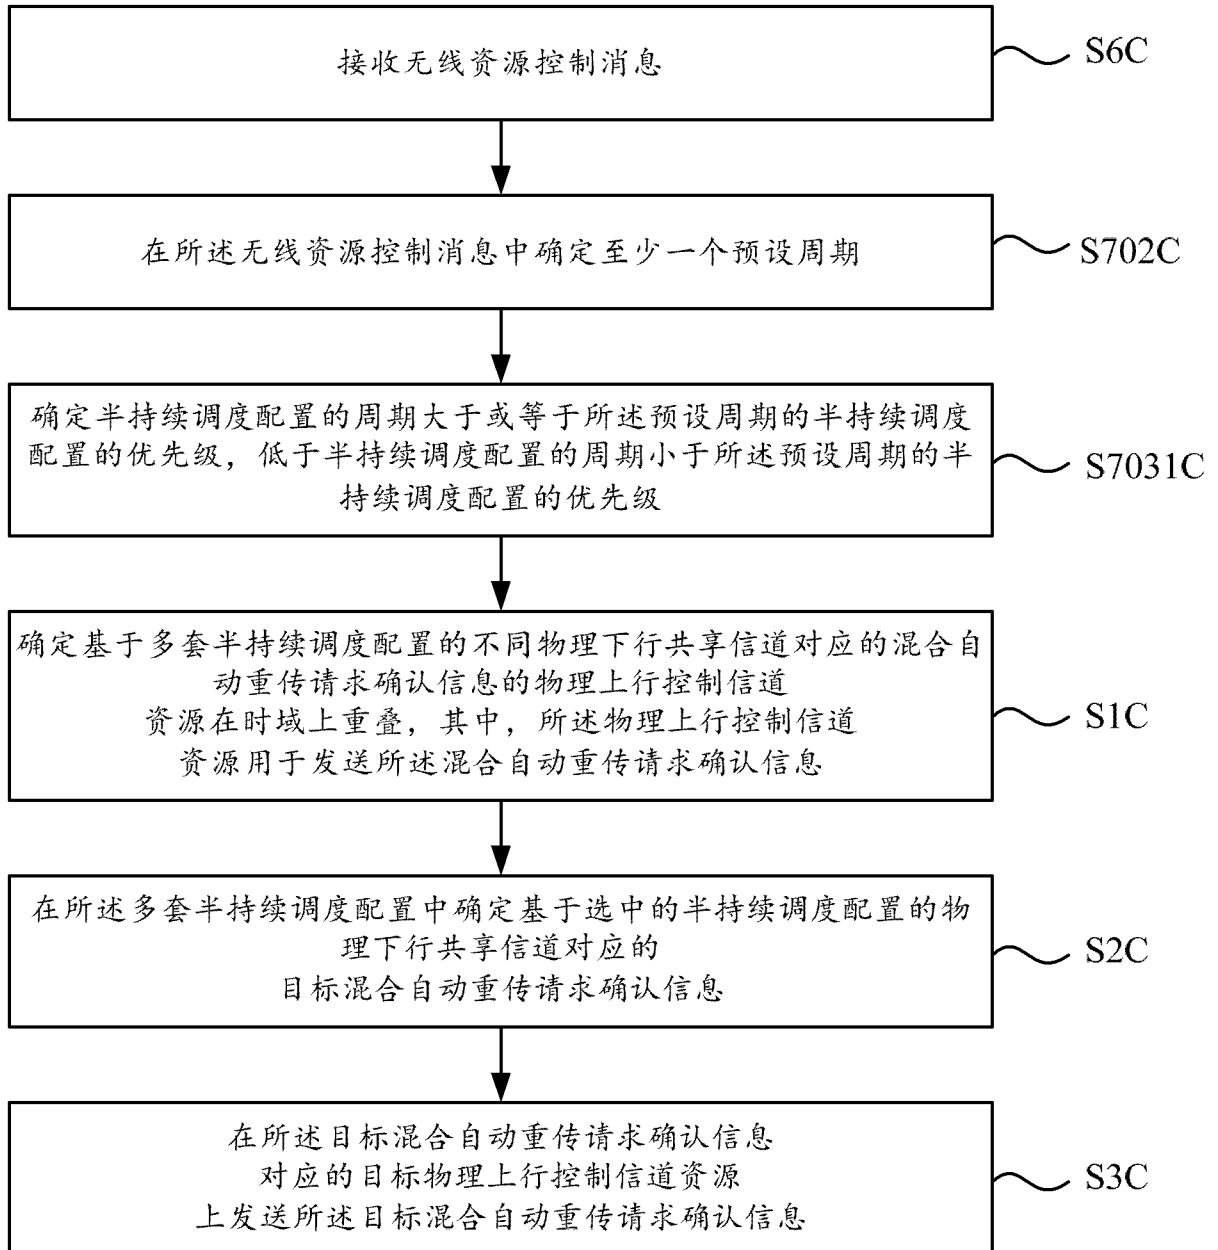 接收无线资源控制消息
S6C
在所述无线资源控制消息中确定至少一个预设周期
S702C
确定半持续调度配置的周期大于或等于所述预设周期的半持续调度
配置的优先级，低于半持续调度配置的周期小于所述预设周期的半
持续调度配置的优先级
S7031C
确定基于多套半持续调度配置的不同物理下行共享信道对应的混合自
动重传请求确认信息的物理上行控制信道
资源在时域上重叠，其中，所述物理上行控制信道
资源用于发送所述混合自动重传请求确认信息
S1C
在所述多套半持续调度配置中确定基于选中的半持续调度配置的物
理下行共享信道对应的
目标混合自动重传请求确认信息
S2C
在所述目标混合自动重传请求确认信息
对应的目标物理上行控制信道资源
上发送所述目标混合自动重传请求确认信息
S3C